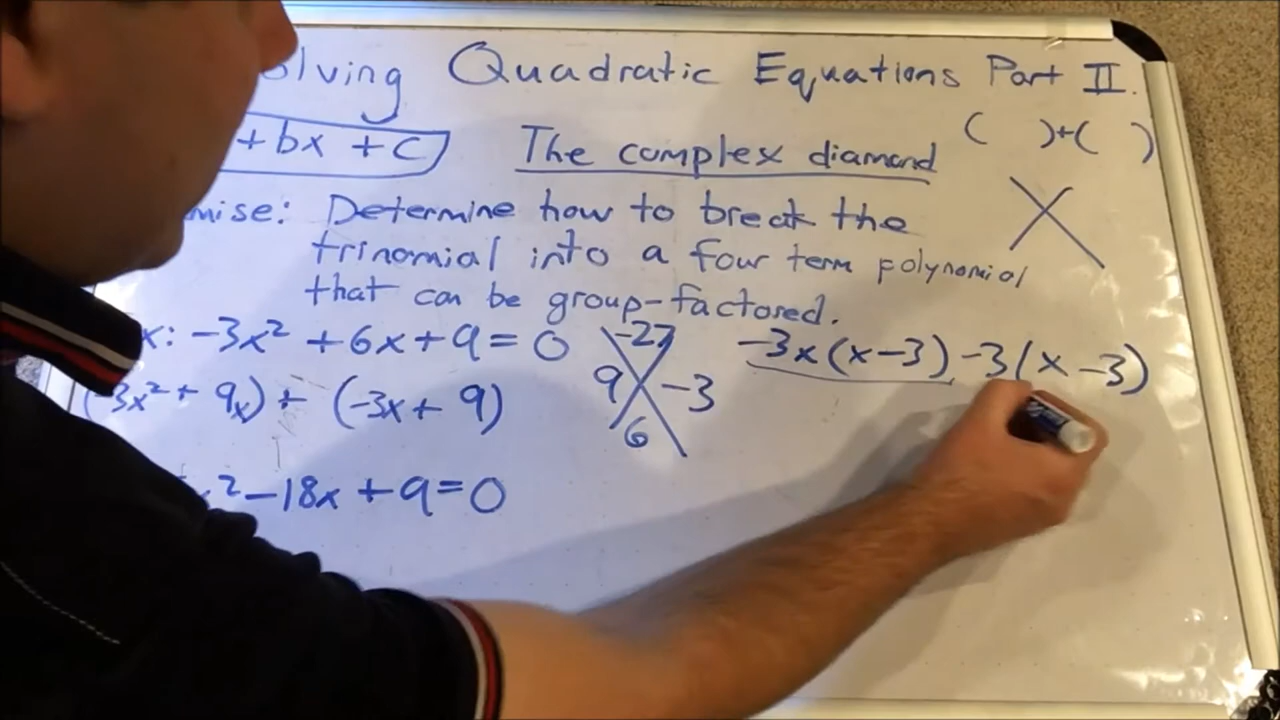 olving Quadratic Equations Part II.
+bx + c
The complex diamond
( )+( )
mise: Determine how to break the
trinomial into a four term polynomial
that can be group-factored.
x: -3x² + 6x + 9 = 0
(3x² + 9x) + (-3x + 9)
-27
9 -3
6
-3x(x-3) -3(x-3)
x² - 18x + 9 = 0